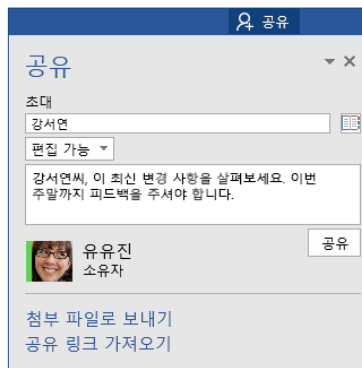 공유
공유
초대
강서연
편집 가능
강서연씨, 이 최신 변경 사항을 살펴보세요. 이번
주말까지 피드백을 주셔야 합니다.
공유
유유진
소유자
첨부 파일로 보내기
공유 링크 가져오기